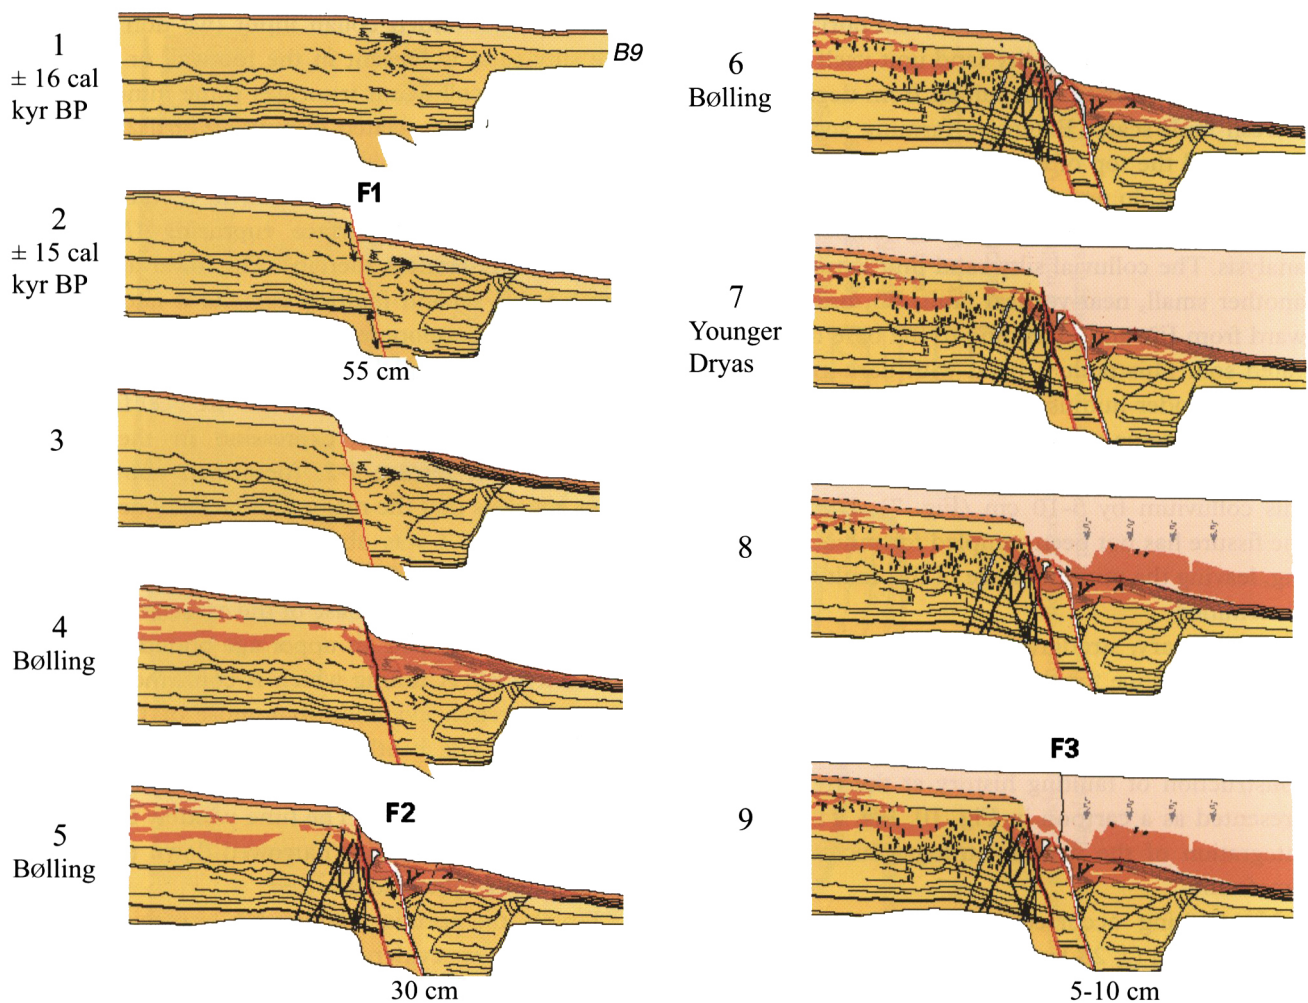 1
± 16 cal
kyr BP
B9
2
± 15 cal
kyr BP
F1
55 cm
3
4
Bølling
5
Bølling
F2
30 cm
6
Bølling
7
Younger
Dryas
8
9
F3
5-10 cm